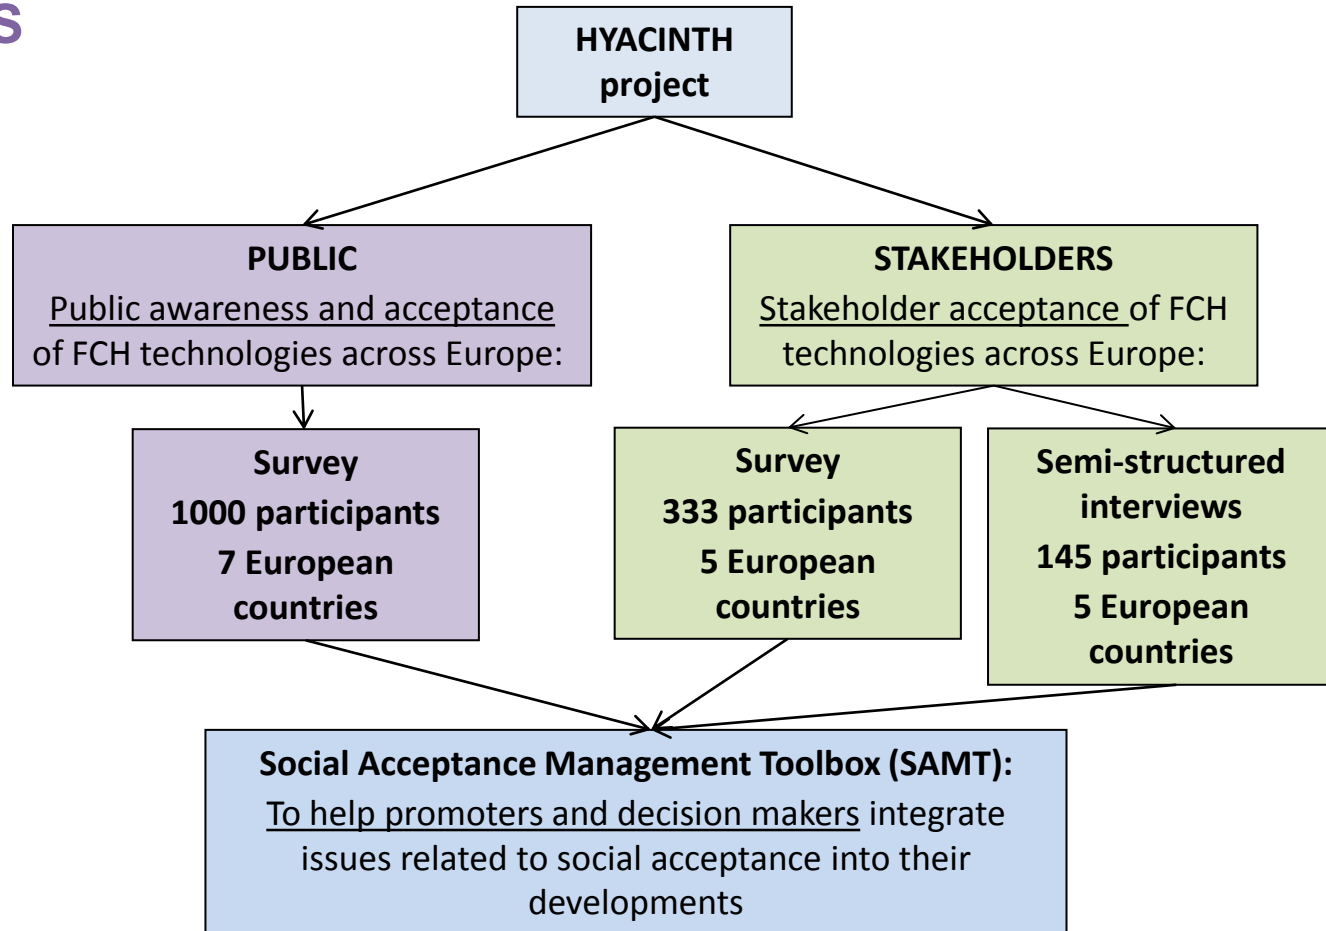 S
HYACINTH
project
PUBLIC
Public awareness and acceptance
of FCH technologies across Europe:
STAKEHOLDERS
Stakeholder acceptance of FCH
technologies across Europe:
Survey
1000 participants
7 European
countries
Survey
333 participants
5 European
countries
Semi-structured
interviews
145 participants
5 European
countries
Social Acceptance Management Toolbox (SAMT):
To help promoters and decision makers integrate
issues related to social acceptance into their
developments